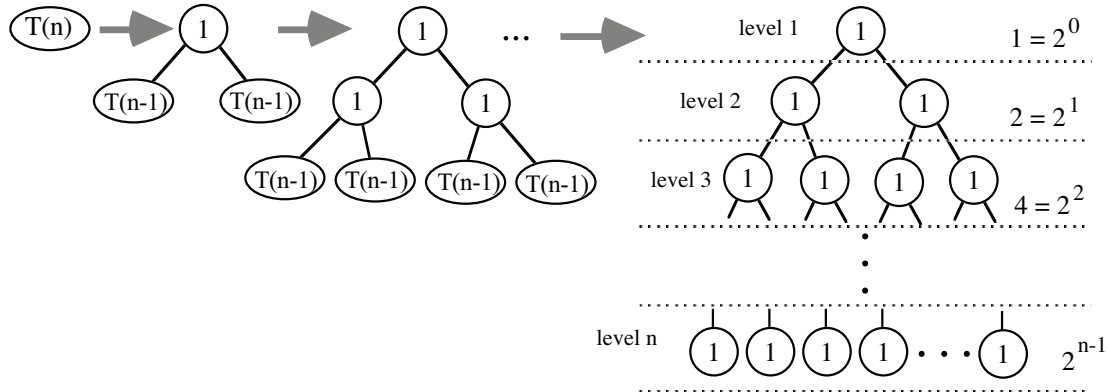 T(n)
1
T(n-1) T(n-1)
1
1 1
T(n-1) T(n-1) T(n-1) T(n-1)
...
level 1 1 1 = 2^0
level 2 1 1 2 = 2^1
level 3 1 1 1 1 4 = 2^2
level n 1 1 1 1 . . . 1 2^n-1